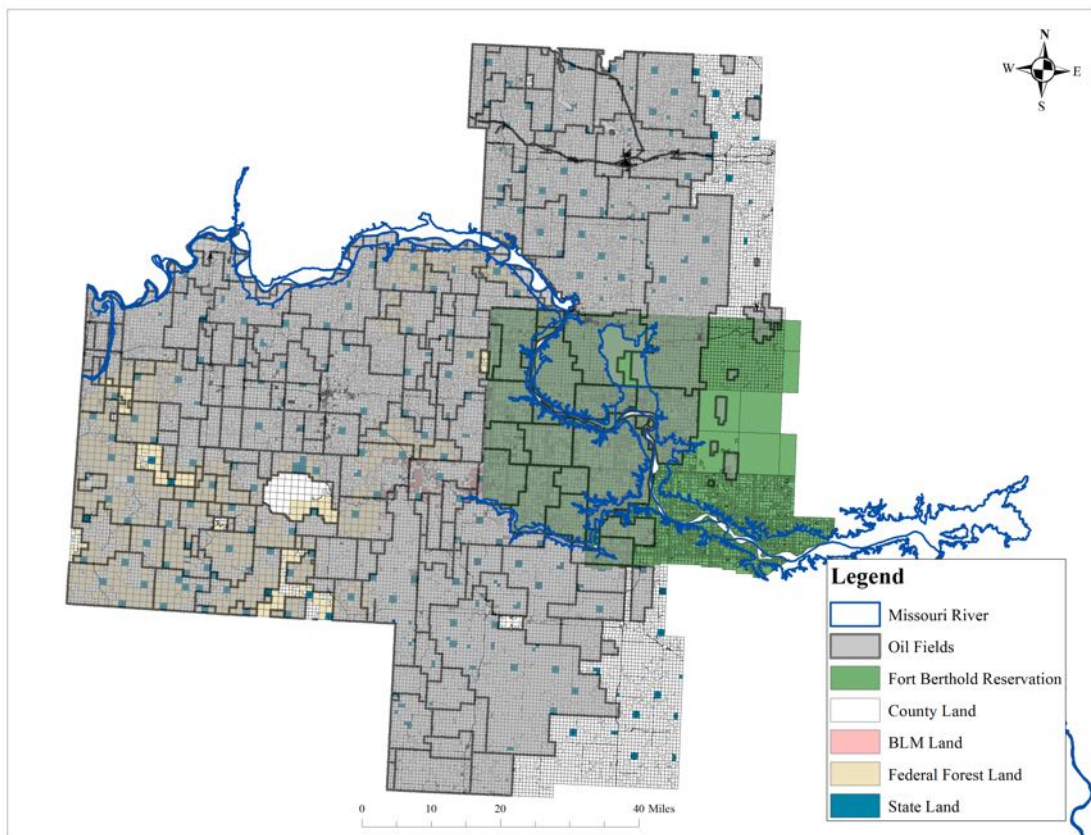 N
W E
S
Legend
Missouri River
Oil Fields
Fort Berthold Reservation
County Land
BLM Land
Federal Forest Land
State Land
0 10 20 40 Miles